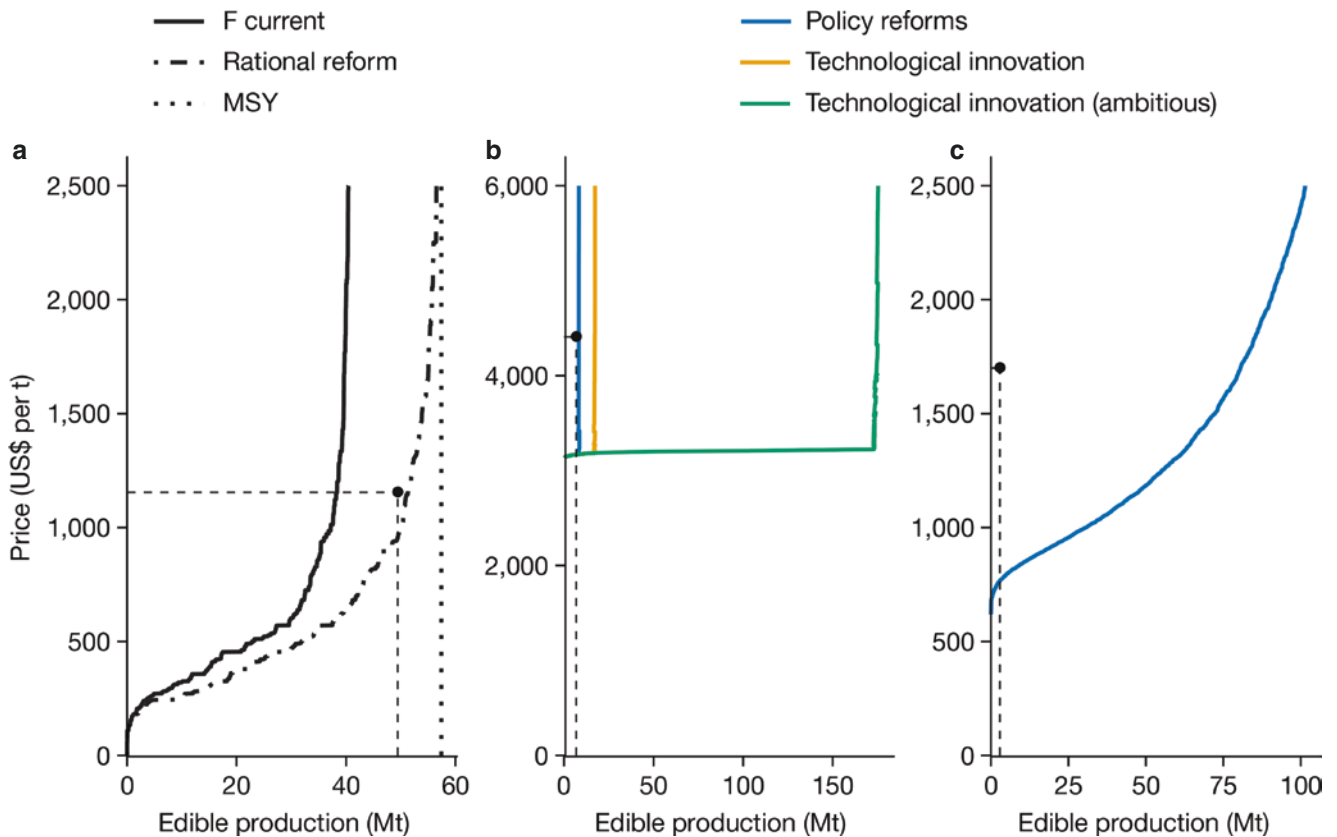 F current
Rational reform
MSY
Policy reforms
Technological innovation
Technological innovation (ambitious)
a
b
c
Price (US$ per t)
2,500
2,000
1,500
1,000
500
0
0 20 40 60
Edible production (Mt)
6,000
4,000
2,000
0
0 50 100 150
Edible production (Mt)
2,500
2,000
1,500
1,000
500
0
0 25 50 75 100
Edible production (Mt)